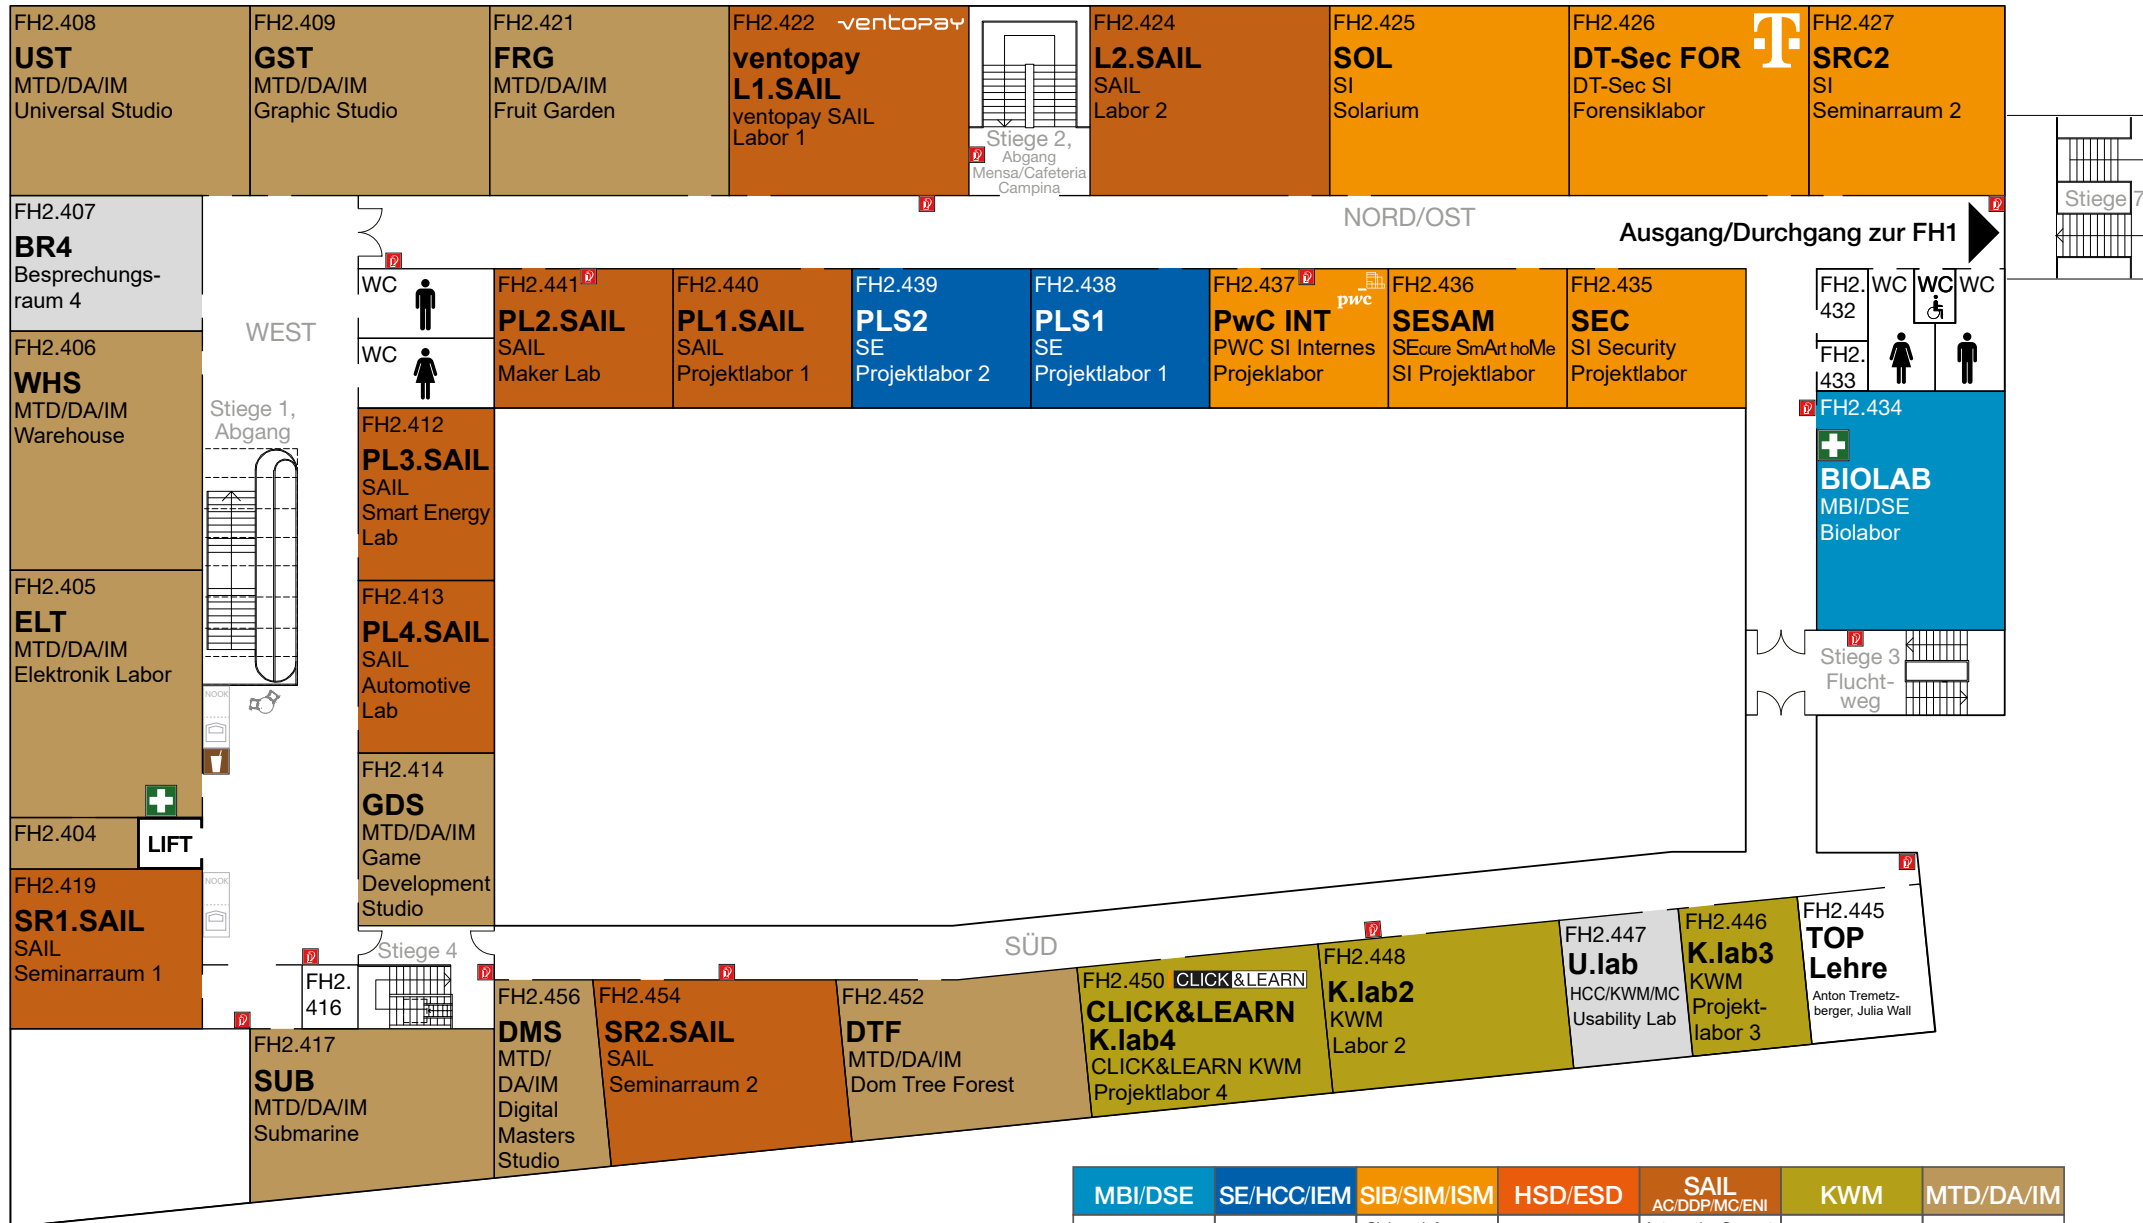 FH2.408
UST
MTD/DA/IM
Universal Studio
FH2.409
GST
MTD/DA/IM
Graphic Studio
FH2.421
FRG
MTD/DA/IM
Fruit Garden
FH2.422
ventopay
ventopay
L1.SAIL
ventopay SAIL
Labor 1
Stiege 2,
Abgang
Mensa/Cafeteria
Campina
FH2.424
L2.SAIL
SAIL
Labor 2
FH2.425
SOL
SI
Solarium
FH2.426
T
DT-Sec FOR
DT-Sec SI
Forensiklabor
FH2.427
SRC2
SI
Seminarraum 2
Stiege 7
NORD/OST
Ausgang/Durchgang zur FH1
FH2.407
BR4
Besprechungs-
raum 4
WEST
WC
WC
FH2.441
PL2.SAIL
SAIL
Maker Lab
FH2.440
PL1.SAIL
SAIL
Projektlabor 1
FH2.439
PLS2
SE
Projektlabor 2
FH2.438
PLS1
SE
Projektlabor 1
FH2.437
pwc
PwC INT
PWC SI Internes
Projeklabor
FH2.436
SESAM
SEcure SmArt hoMe
SI Projektlabor
FH2.435
SEC
SI Security
Projektlabor
FH2.
432
WC
WC
WC
FH2.
433
FH2.406
WHS
MTD/DA/IM
Warehouse
Stiege 1,
Abgang
FH2.412
PL3.SAIL
SAIL
Smart Energy
Lab
FH2.434
BIOLAB
MBI/DSE
Biolabor
FH2.405
ELT
MTD/DA/IM
Elektronik Labor
NOOK
FH2.413
PL4.SAIL
SAIL
Automotive
Lab
Stiege 3
Flucht-
weg
FH2.404
LIFT
FH2.414
GDS
MTD/DA/IM
Game
Development
Studio
FH2.419
SR1.SAIL
SAIL
Seminarraum 1
NOOK
Stiege 4
FH2.
416
SÜD
FH2.417
SUB
MTD/DA/IM
Submarine
FH2.456
DMS
MTD/
DA/IM
Digital
Masters
Studio
FH2.454
SR2.SAIL
SAIL
Seminarraum 2
FH2.452
DTF
MTD/DA/IM
Dom Tree Forest
FH2.450
CLICK&LEARN
CLICK&LEARN
K.lab4
CLICK&LEARN KWM
Projektlabor 4
FH2.448
K.lab2
KWM
Labor 2
FH2.447
U.lab
HCC/KWM/MC
Usability Lab
FH2.446
K.lab3
KWM
Projekt-
labor 3
FH2.445
TOP
Lehre
Anton Tremetz-
berger, Julia Wall
MBI/DSE
SE/HCC/IEM
SIB/SIM/ISM
HSD/ESD
SAIL
AC/DDP/MC/ENI
KWM
MTD/DA/IM